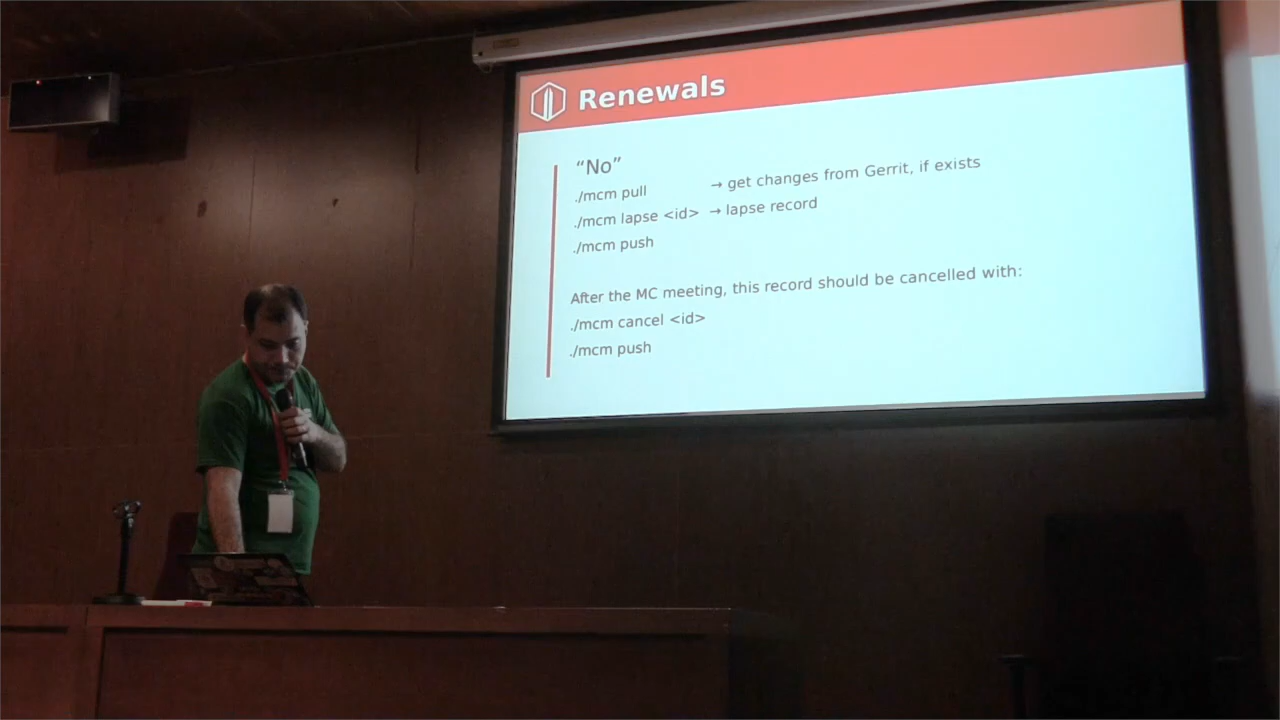 Renewals
“No”
./mcm pull → get changes from Gerrit, if exists
./mcm lapse <id> → lapse record
./mcm push
After the MC meeting, this record should be cancelled with:
./mcm cancel <id>
./mcm push